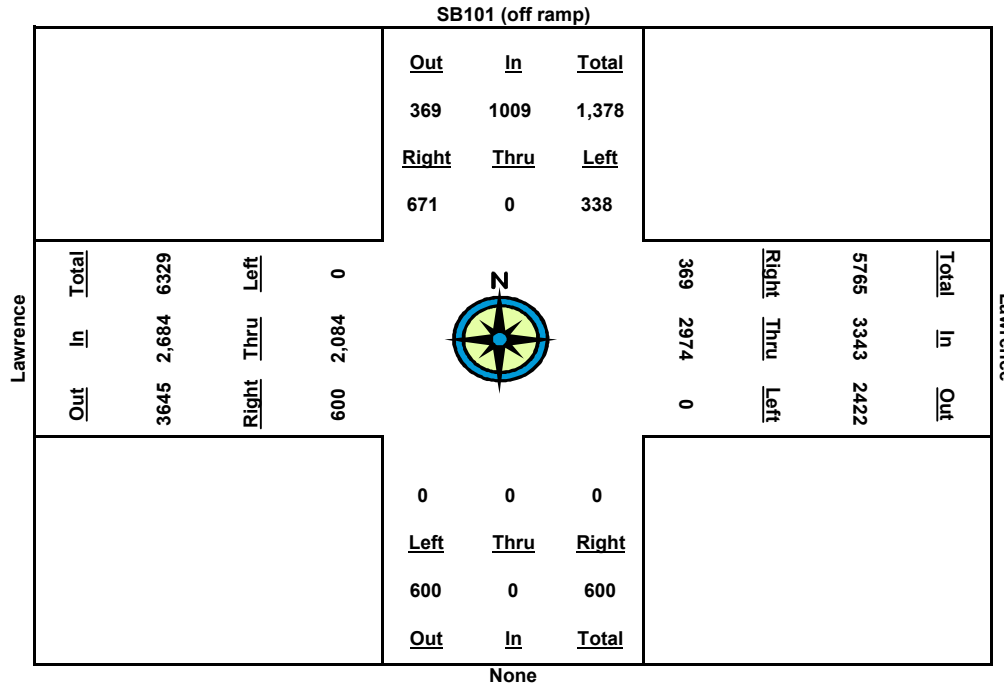 SB101 (off ramp)
Out In Total
369 1009 1,378
Right Thru Left
671 0 338
Lawrence
Total In Out
6329 2,684 3645
Left Thru Right
0 2,084 600
N
369 2974 0
Right Thru Left
5765 3343 2422
Total In Out
Lawrence
0 0 0
Left Thru Right
600 0 600
Out In Total
None